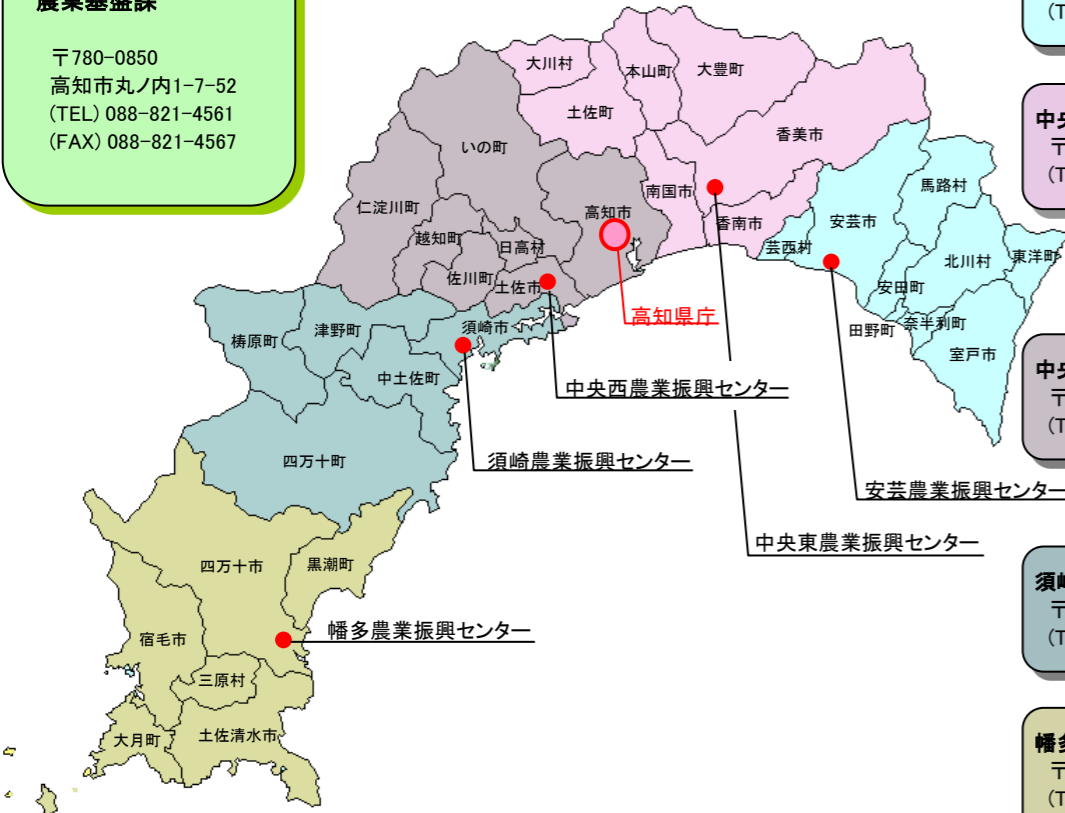 農業基盤課
〒780-0850
高知市丸ノ内1-7-52
(TEL) 088-821-4561
(FAX) 088-821-4567
大川村
本山町
大豊町
土佐町
香美市
いの町
南国市
香南市
仁淀川町
越知町
日高村
高知市
佐川町
土佐市
高知県庁
安芸市
馬路村
芸西村
北川村
東洋町
安田町
田野町
奈半利町
室戸市
梼原町
津野町
須崎市
中土佐町
四万十町
中央西農業振興センター
須崎農業振興センター
安芸農業振興センター
中央東農業振興センター
四万十市
黒潮町
宿毛市
幡多農業振興センター
三原村
大月町
土佐清水市
(T
中央
〒
(T
中央
〒
(T
須崎
〒
(T
幡多
〒
(T